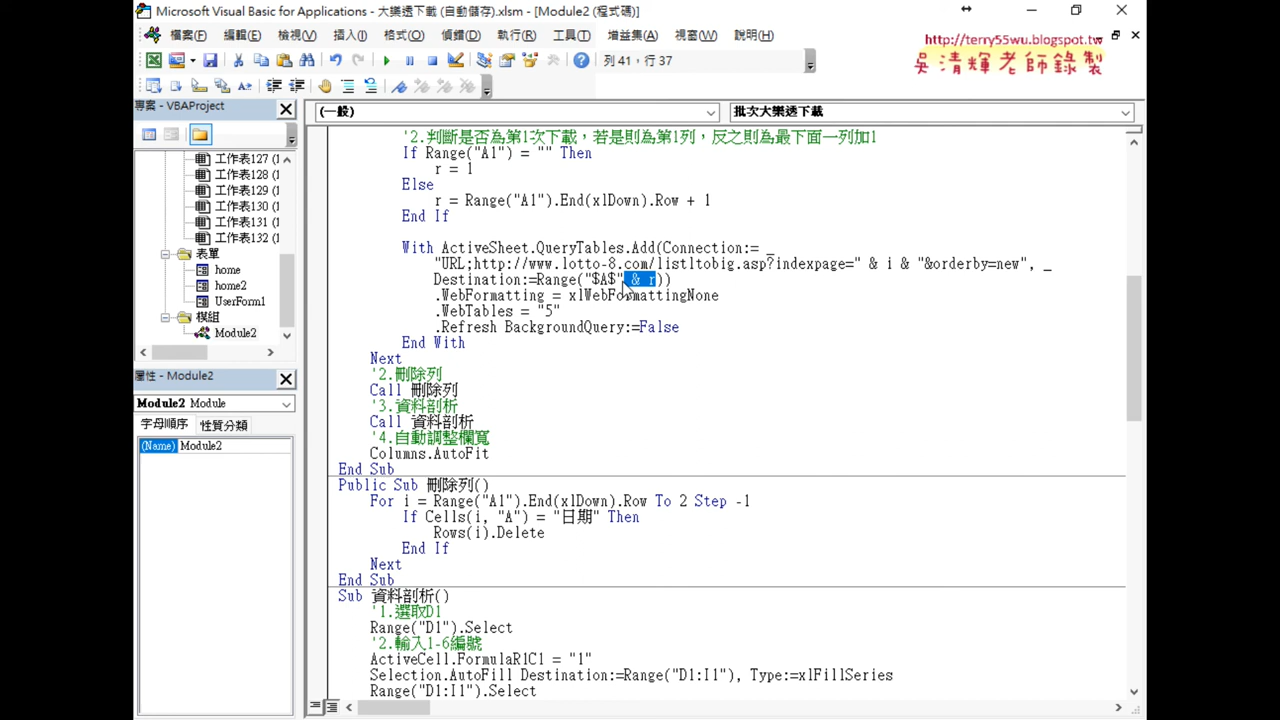 Microsoft Visual Basic for Applications - 大樂透下載 (自動儲存).xlsm - [Module2 (程式碼)]
檔案(F) 編輯(E) 檢視(V) 插入(I) 格式(O) 偵錯(D) 執行(R) 工具(T) 增益集(A) 視窗(W) 說明(H)
http://terry55wu.blogspot.tw
吳清輝老師錄製
列 41，行 37
專案 - VBAProject
(一般)
批次大樂透下載
工作表127 (1
工作表128 (1
工作表129 (1
工作表130 (1
工作表131 (1
工作表132 (1
表單
home
home2
UserForm1
模組
Module2
屬性 - Module2
Module2 Module
字母順序 性質分類
(Name) Module2
'2.判斷是否為第1次下載，若是則為第1列，反之則為最下面一列加1
If Range("A1") = "" Then
r = 1
Else
r = Range("A1").End(xlDown).Row + 1
End If
With ActiveSheet.QueryTables.Add(Connection:= _
"URL;http://www.lotto-8.com/listltobig.asp?indexpage=" & i & "&orderby=new", _
Destination:=Range("$A$" & r))
.WebFormatting = xlWebFormattingNone
.WebTables = "5"
.Refresh BackgroundQuery:=False
End With
Next
'2.刪除列
Call 刪除列
'3.資料剖析
Call 資料剖析
'4.自動調整欄寬
Columns.AutoFit
End Sub
Public Sub 刪除列()
For i = Range("A1").End(xlDown).Row To 2 Step -1
If Cells(i, "A") = "日期" Then
Rows(i).Delete
End If
Next
End Sub
Sub 資料剖析()
'1.選取D1
Range("D1").Select
'2.輸入1-6編號
ActiveCell.FormulaR1C1 = "1"
Selection.AutoFill Destination:=Range("D1:I1"), Type:=xlFillSeries
Range("D1:I1").Select